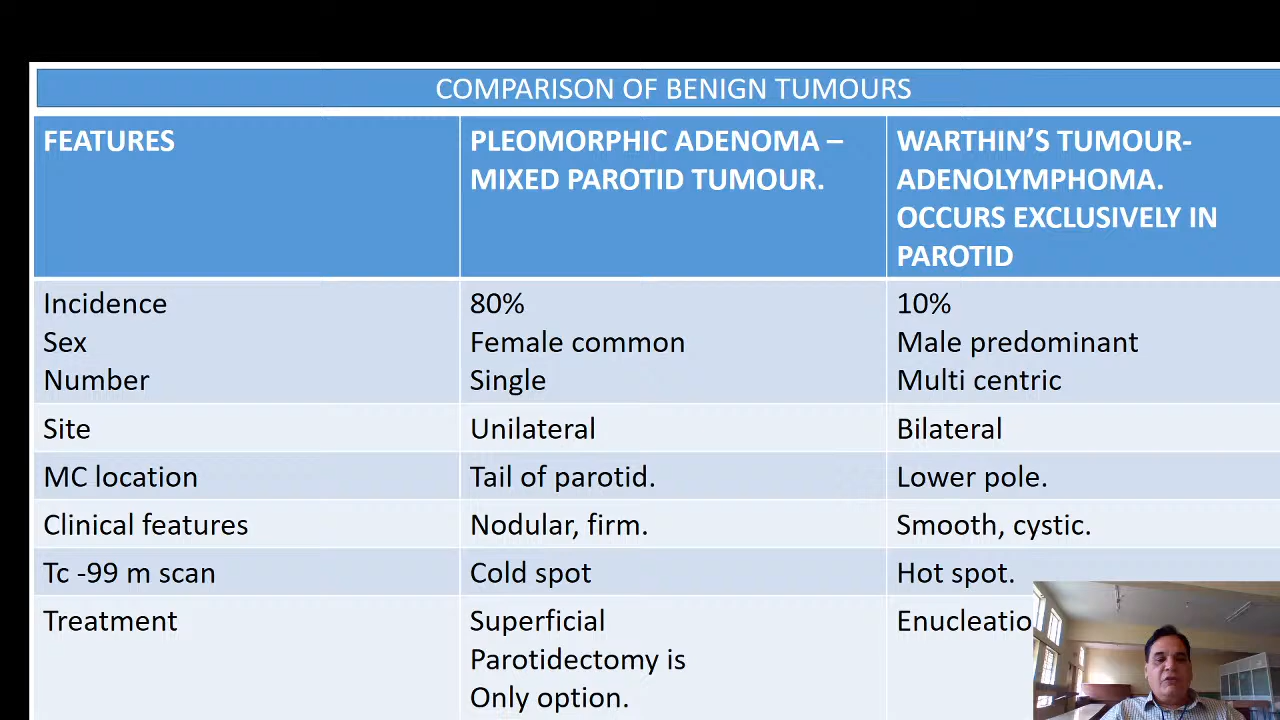 COMPARISON OF BENIGN TUMOURS
FEATURES
PLEOMORPHIC ADENOMA –
MIXED PAROTID TUMOUR.
WARTHIN’S TUMOUR-
ADENOLYMPHOMA.
OCCURS EXCLUSIVELY IN
PAROTID
Incidence
Sex
Number
80%
Female common
Single
10%
Male predominant
Multi centric
Site
Unilateral
Bilateral
MC location
Tail of parotid.
Lower pole.
Clinical features
Nodular, firm.
Smooth, cystic.
Tc -99 m scan
Cold spot
Hot spot.
Treatment
Superficial
Parotidectomy is
Only option.
Enucleatio